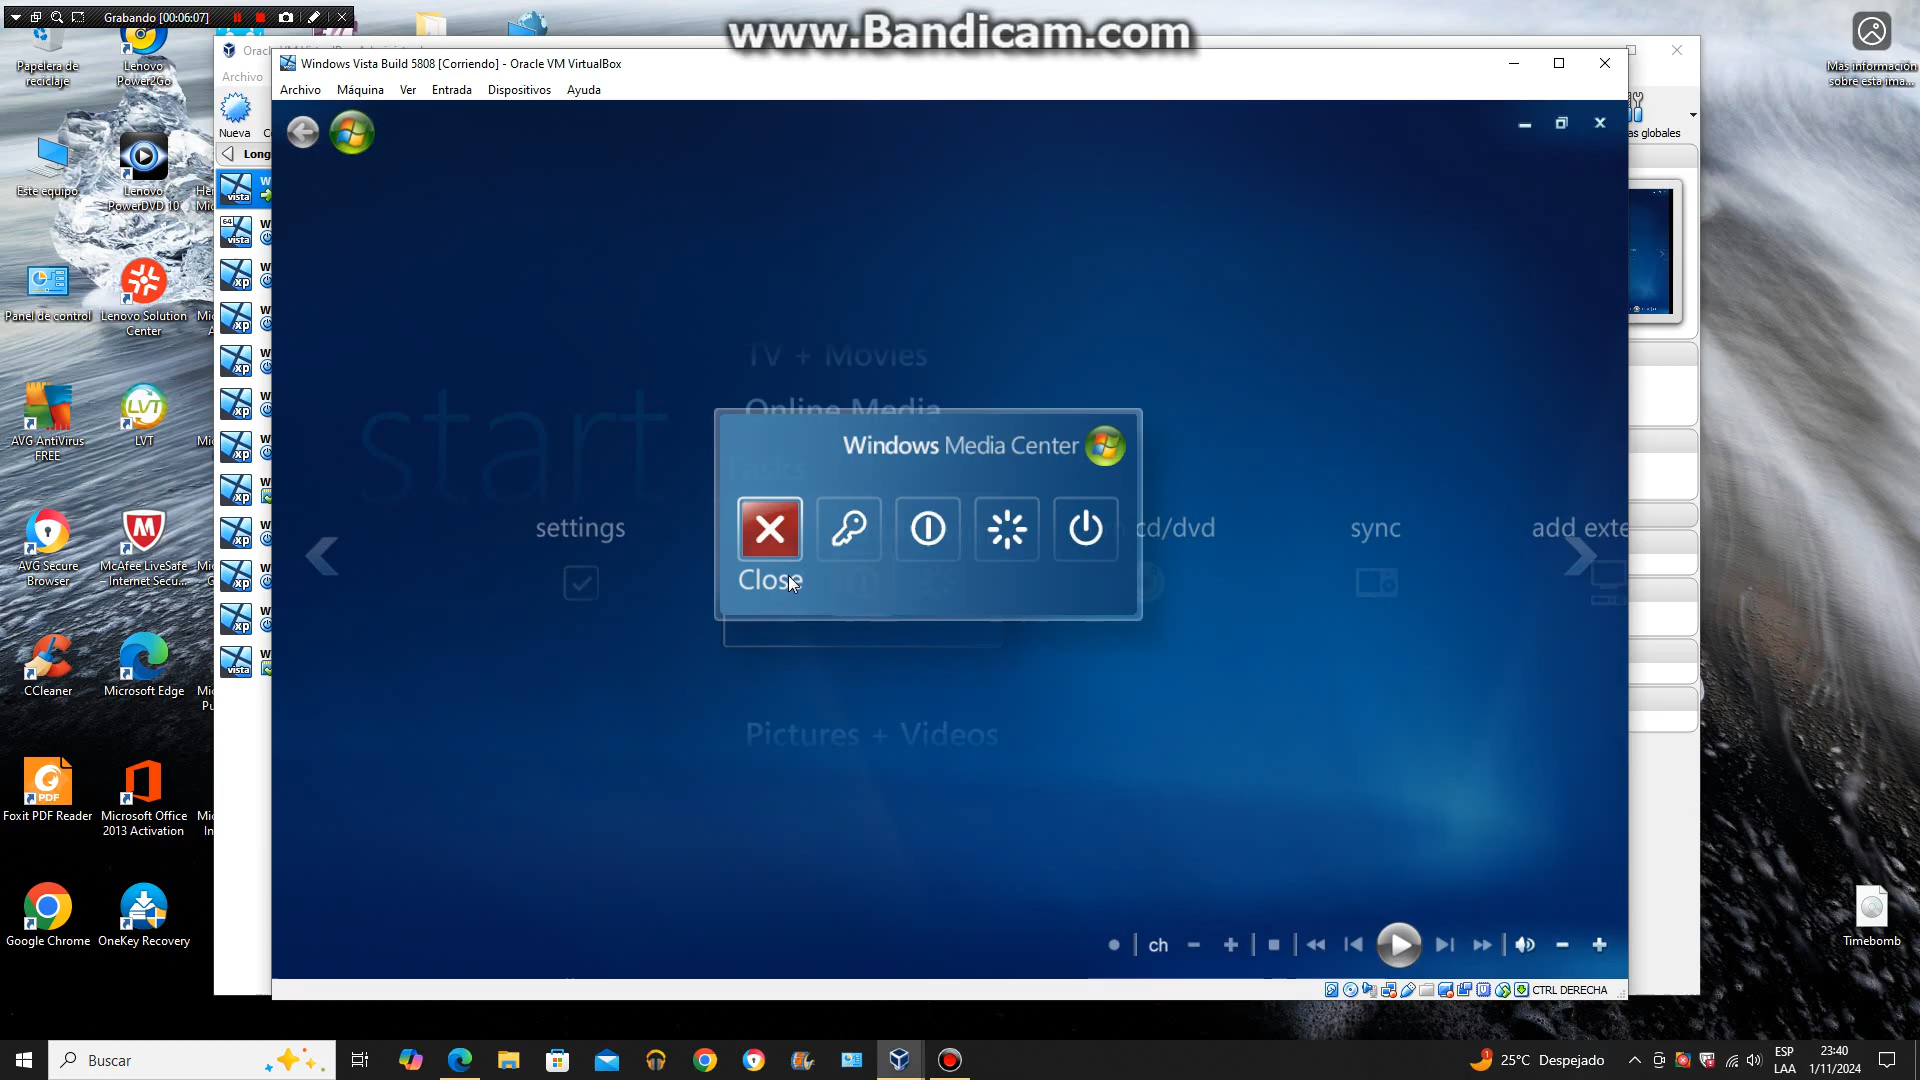 Grabando [00:06:07]
www.Bandicam.com
Papelera de reciclaje
Lenovo Power2Go
Este equipo
Lenovo PowerDVD 10
Panel de control
Lenovo Solution Center
AVG AntiVirus FREE
LVT
AVG Secure Browser
McAfee LiveSafe – Internet Secu...
CCleaner
Microsoft Edge
Foxit PDF Reader
Microsoft Office 2013 Activation
Google Chrome
OneKey Recovery
Más información sobre esta ima...
Timebomb
Archivo
Nueva
Long
as globales
Windows Vista Build 5808 [Corriendo] - Oracle VM VirtualBox
Archivo Máquina Ver Entrada Dispositivos Ayuda
TV + Movies
start
Online Media
Windows Media Center
Tasks
settings
cd/dvd
sync
add exte
Close
Pictures + Videos
ch
CTRL DERECHA
Buscar
25°C Despejado
ESP
LAA
23:40
1/11/2024